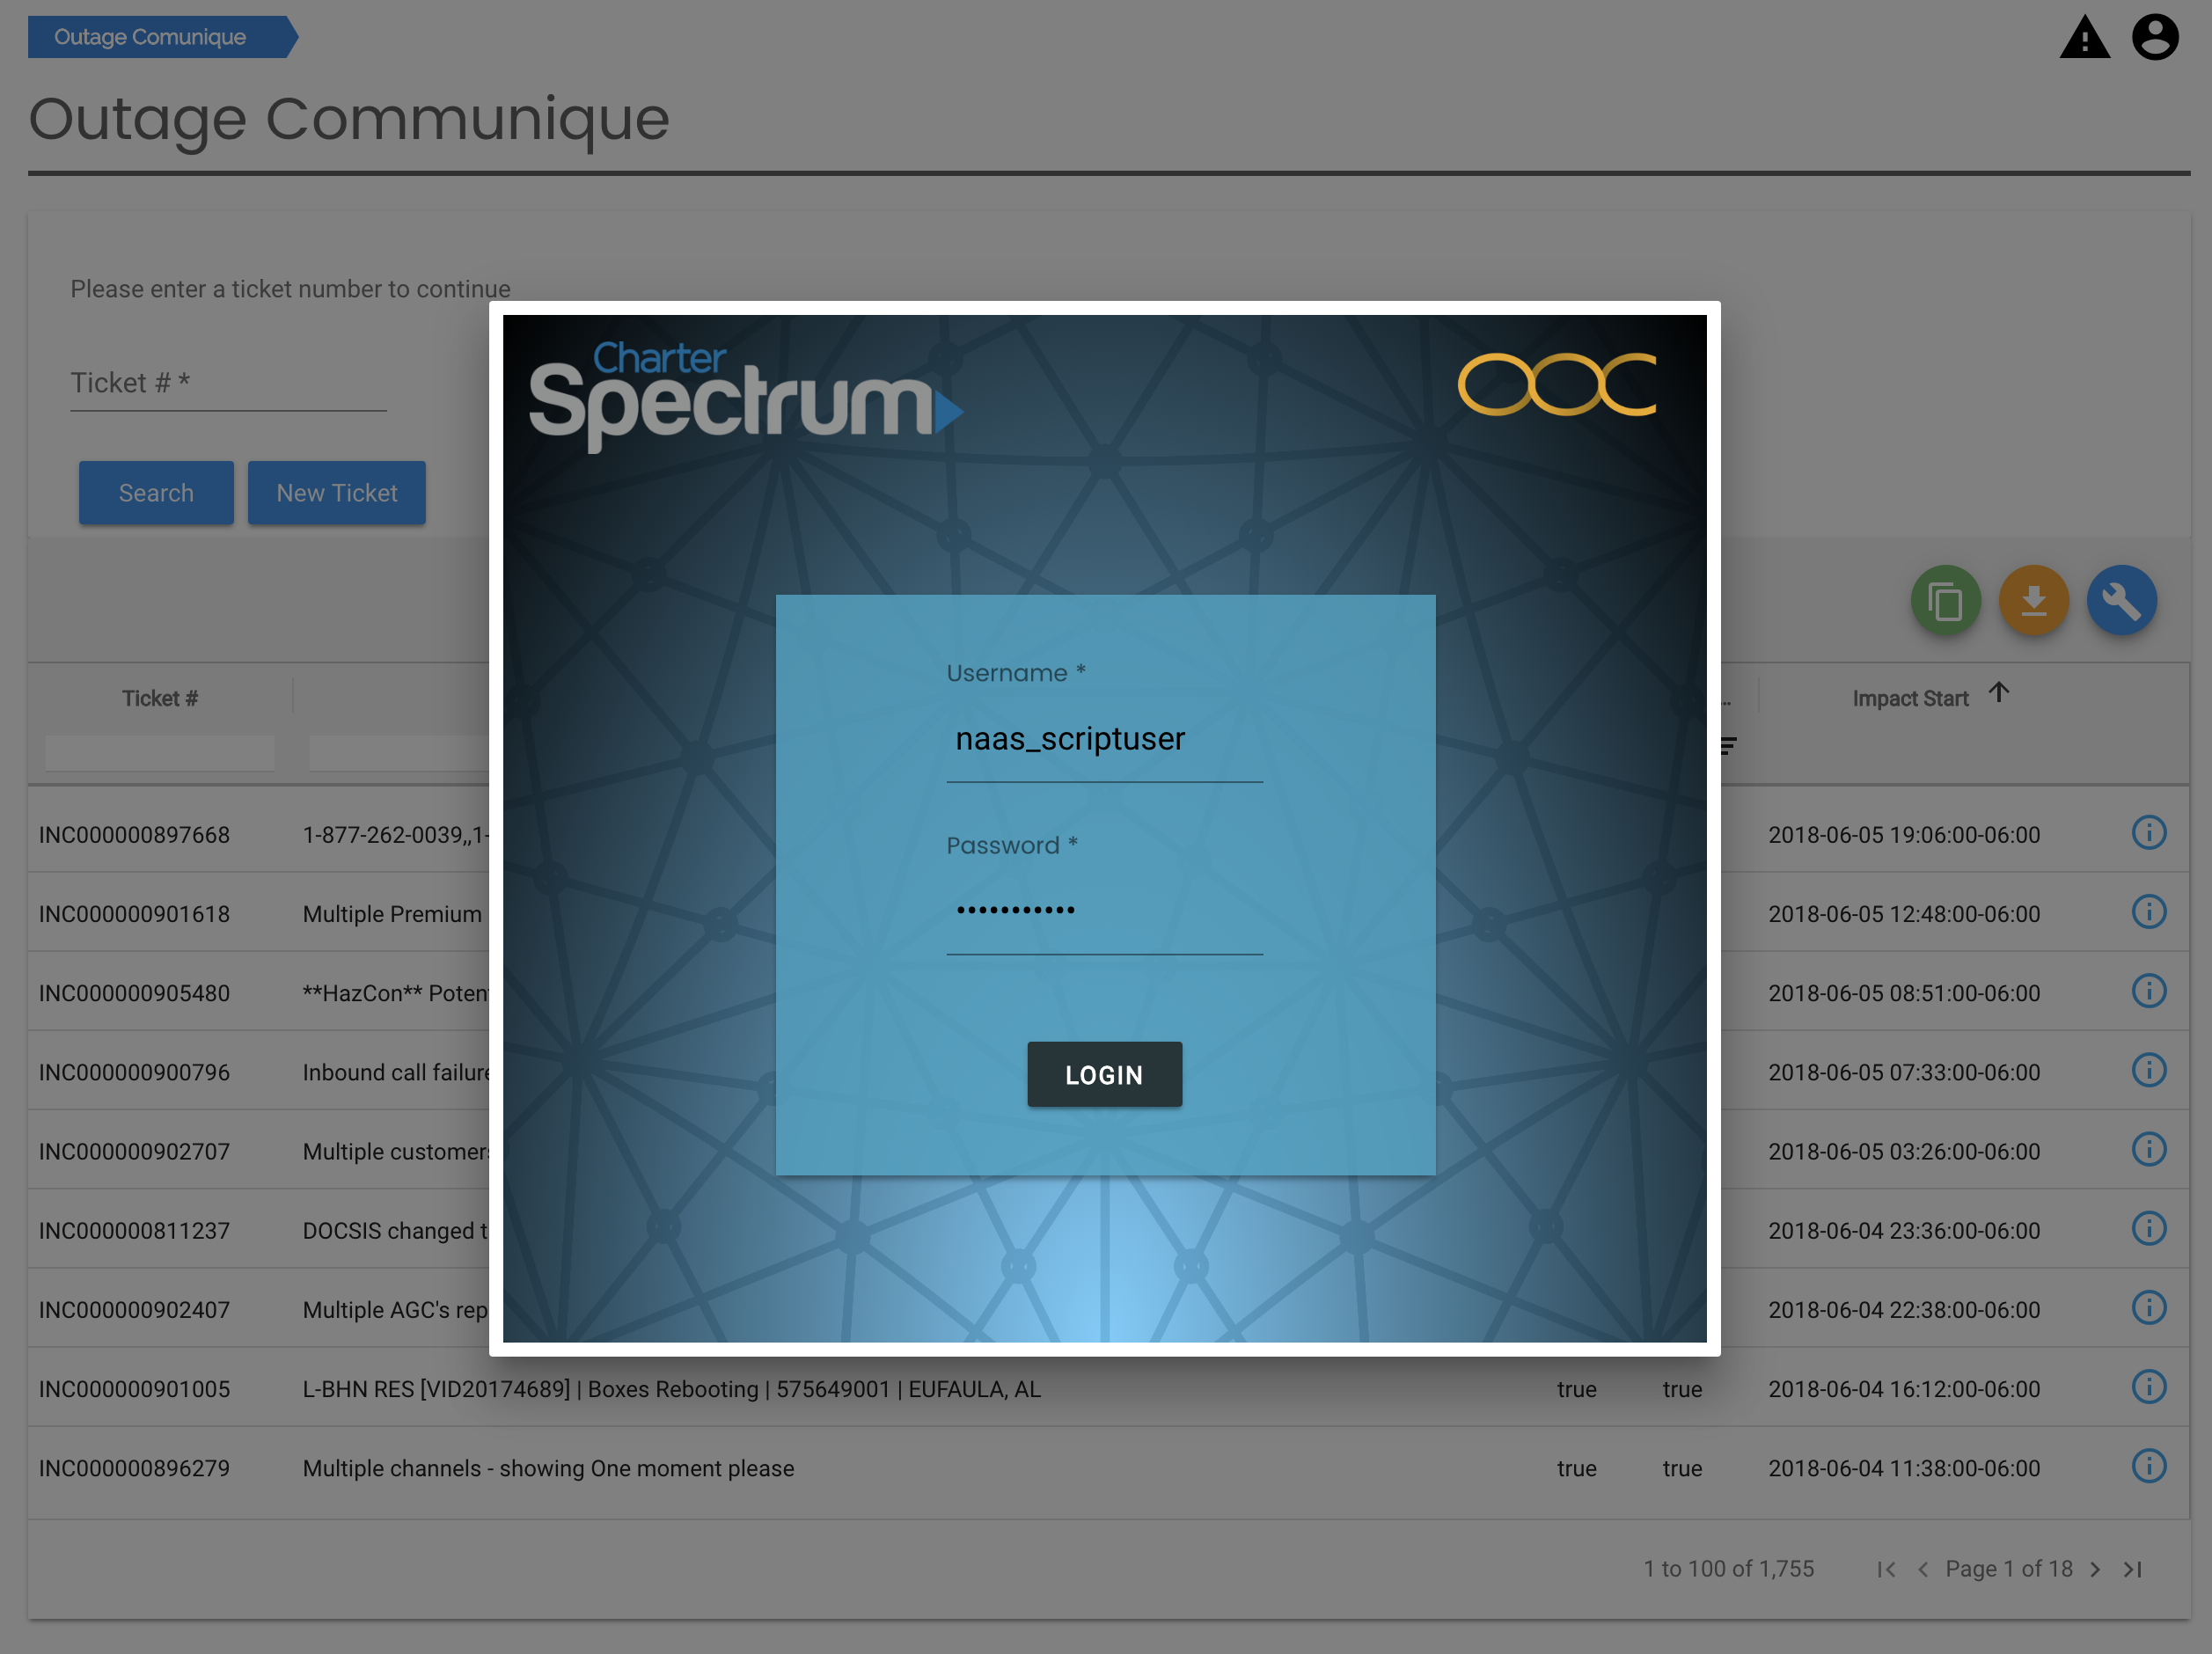 Outage Comunique
Outage Communique
Please enter a ticket number to continue
Ticket # *
Search
New Ticket
Charter
Spectrum
OOC
Username *
naas_scriptuser
Password *
•••••••••••
LOGIN
Ticket #
...
Impact Start
INC000000897668 1-877-262-0039,,1- 2018-06-05 19:06:00-06:00
INC000000901618 Multiple Premium 2018-06-05 12:48:00-06:00
INC000000905480 **HazCon** Poten 2018-06-05 08:51:00-06:00
INC000000900796 Inbound call failure 2018-06-05 07:33:00-06:00
INC000000902707 Multiple customer 2018-06-05 03:26:00-06:00
INC000000811237 DOCSIS changed t 2018-06-04 23:36:00-06:00
INC000000902407 Multiple AGC's rep 2018-06-04 22:38:00-06:00
INC000000901005 L-BHN RES [VID20174689] | Boxes Rebooting | 575649001 | EUFAULA, AL true true 2018-06-04 16:12:00-06:00
INC000000896279 Multiple channels - showing One moment please true true 2018-06-04 11:38:00-06:00
1 to 100 of 1,755 Page 1 of 18